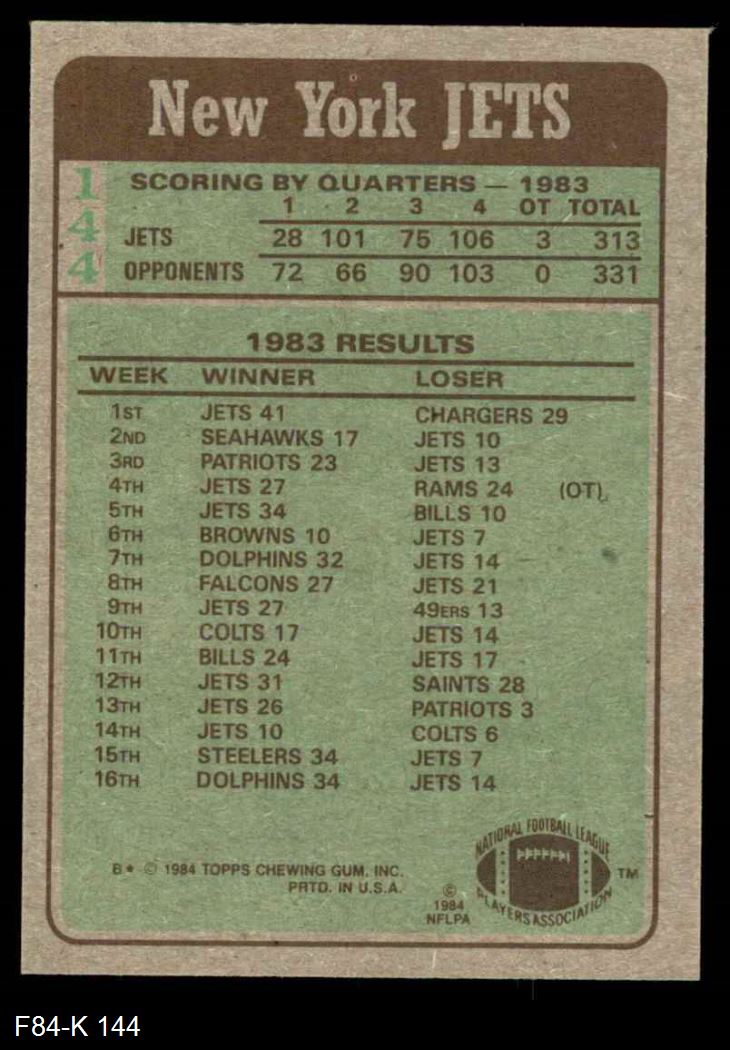 New York JETS
144
SCORING BY QUARTERS — 1983
1 2 3 4 OT TOTAL
JETS 28 101 75 106 3 313
OPPONENTS 72 66 90 103 0 331
1983 RESULTS
WEEK WINNER LOSER
1ST JETS 41 CHARGERS 29
2ND SEAHAWKS 17 JETS 10
3RD PATRIOTS 23 JETS 13
4TH JETS 27 RAMS 24 (OT)
5TH JETS 34 BILLS 10
6TH BROWNS 10 JETS 7
7TH DOLPHINS 32 JETS 14
8TH FALCONS 27 JETS 21
9TH JETS 27 49ERS 13
10TH COLTS 17 JETS 14
11TH BILLS 24 JETS 17
12TH JETS 31 SAINTS 28
13TH JETS 26 PATRIOTS 3
14TH JETS 10 COLTS 6
15TH STEELERS 34 JETS 7
16TH DOLPHINS 34 JETS 14
B* © 1984 TOPPS CHEWING GUM, INC.
PRTD. IN U.S.A.
©
1984
NFLPA
NATIONAL FOOTBALL LEAGUE
PLAYERS ASSOCIATION
TM
F84-K 144